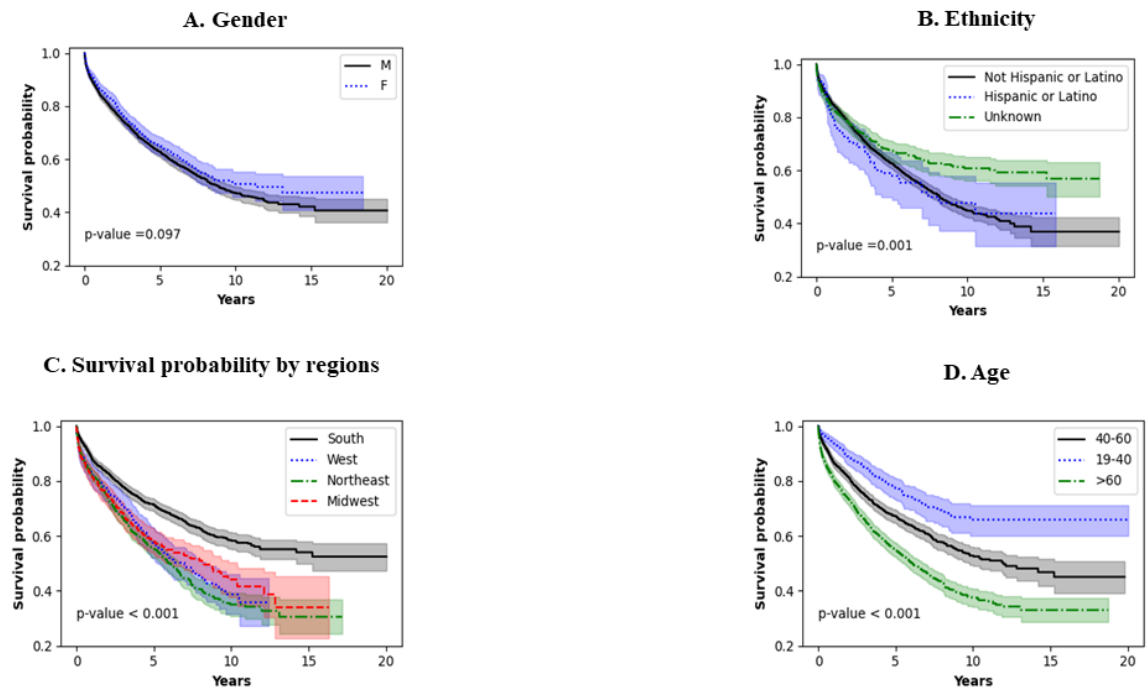 A. Gender
1.0
0.8
0.6
0.4
0.2
Survival probability
M
F
p-value =0.097
0 5 10 15 20
Years
B. Ethnicity
1.0
0.8
0.6
0.4
0.2
Survival probability
Not Hispanic or Latino
Hispanic or Latino
Unknown
p-value =0.001
0 5 10 15 20
Years
C. Survival probability by regions
1.0
0.8
0.6
0.4
0.2
Survival probability
South
West
Northeast
Midwest
p-value < 0.001
0 5 10 15 20
Years
D. Age
1.0
0.8
0.6
0.4
0.2
Survival probability
40-60
19-40
>60
p-value < 0.001
0 5 10 15 20
Years